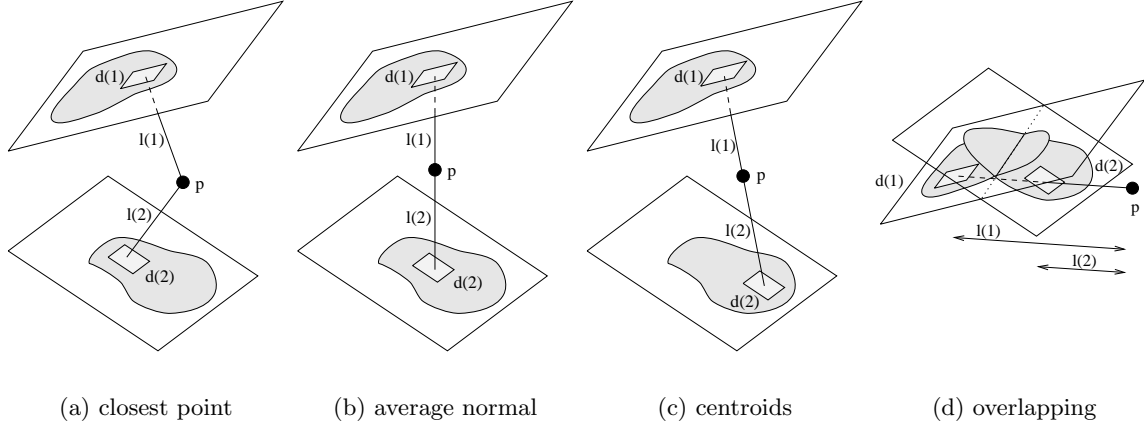 d(1)
l(1)
p
l(2)
d(2)
(a) closest point
d(1)
l(1)
p
l(2)
d(2)
(b) average normal
d(1)
l(1)
p
l(2)
d(2)
(c) centroids
d(2)
d(1)
p
l(1)
l(2)
(d) overlapping